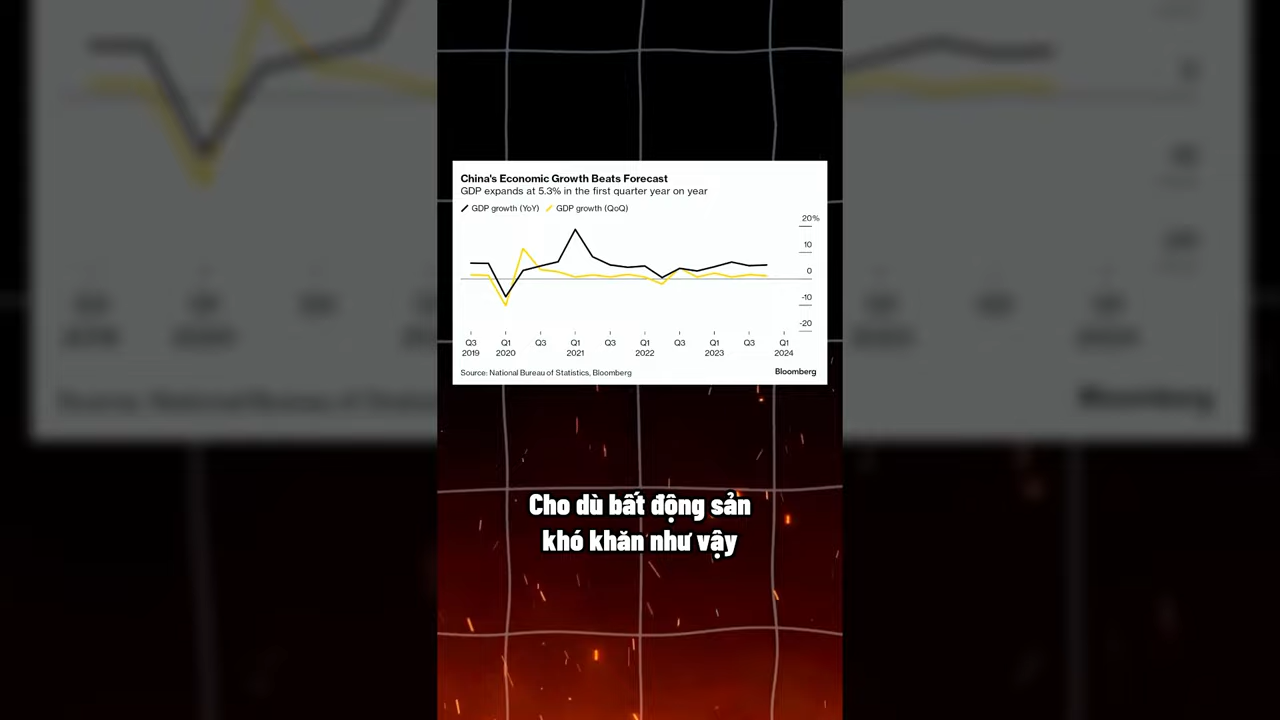 China's Economic Growth Beats Forecast
GDP expands at 5.3% in the first quarter year on year
GDP growth (YoY) GDP growth (QoQ)
20%
10
0
-10
-20
Q3 Q1 Q3 Q1 Q3 Q1 Q3 Q1 Q3 Q1
2019 2020 2021 2022 2023 2024
Source: National Bureau of Statistics, Bloomberg
Bloomberg
Cho dù bất động sản
khó khăn như vậy